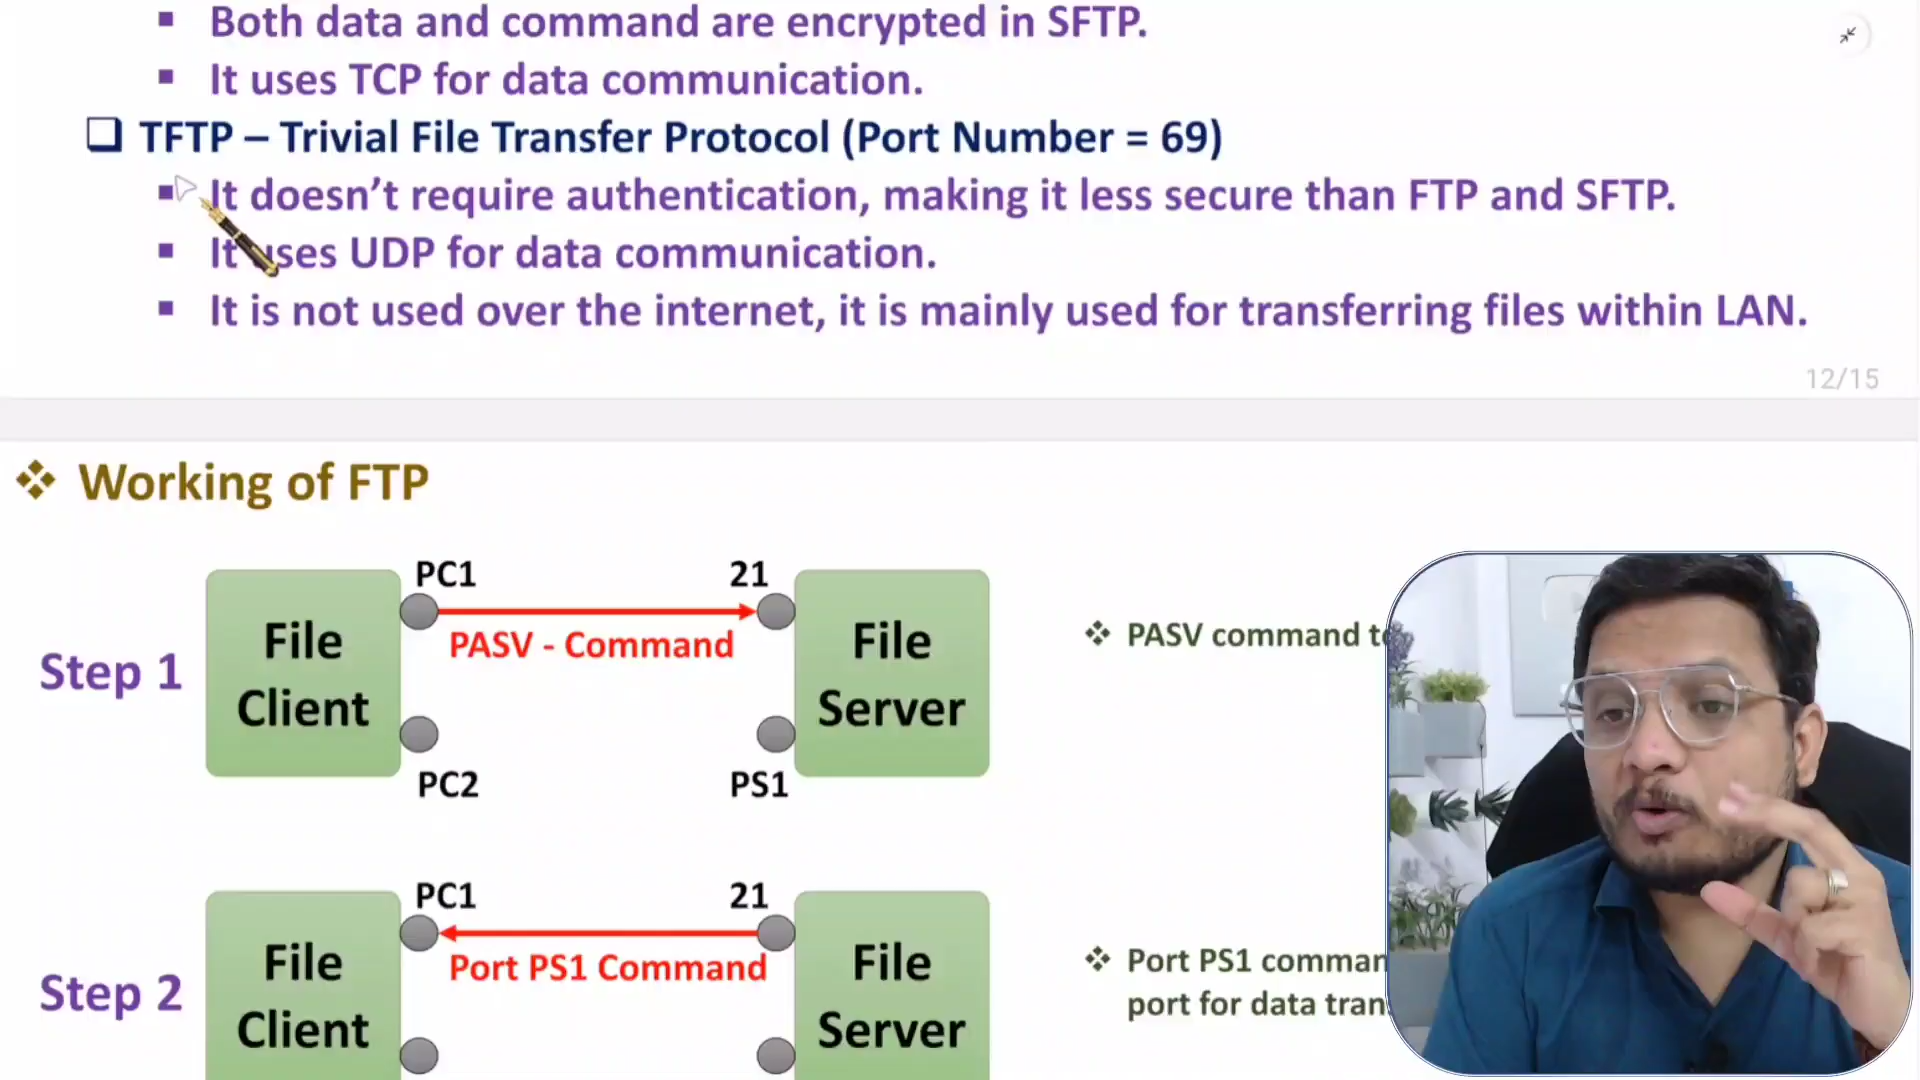 Both data and command are encrypted in SFTP.
It uses TCP for data communication.
TFTP – Trivial File Transfer Protocol (Port Number = 69)
It doesn't require authentication, making it less secure than FTP and SFTP.
It uses UDP for data communication.
It is not used over the internet, it is mainly used for transferring files within LAN.
12/15
Working of FTP
Step 1
File Client
PC1
PC2
PASV - Command
21
PS1
File Server
PASV command
Step 2
File Client
PC1
Port PS1 Command
21
File Server
Port PS1
port for data